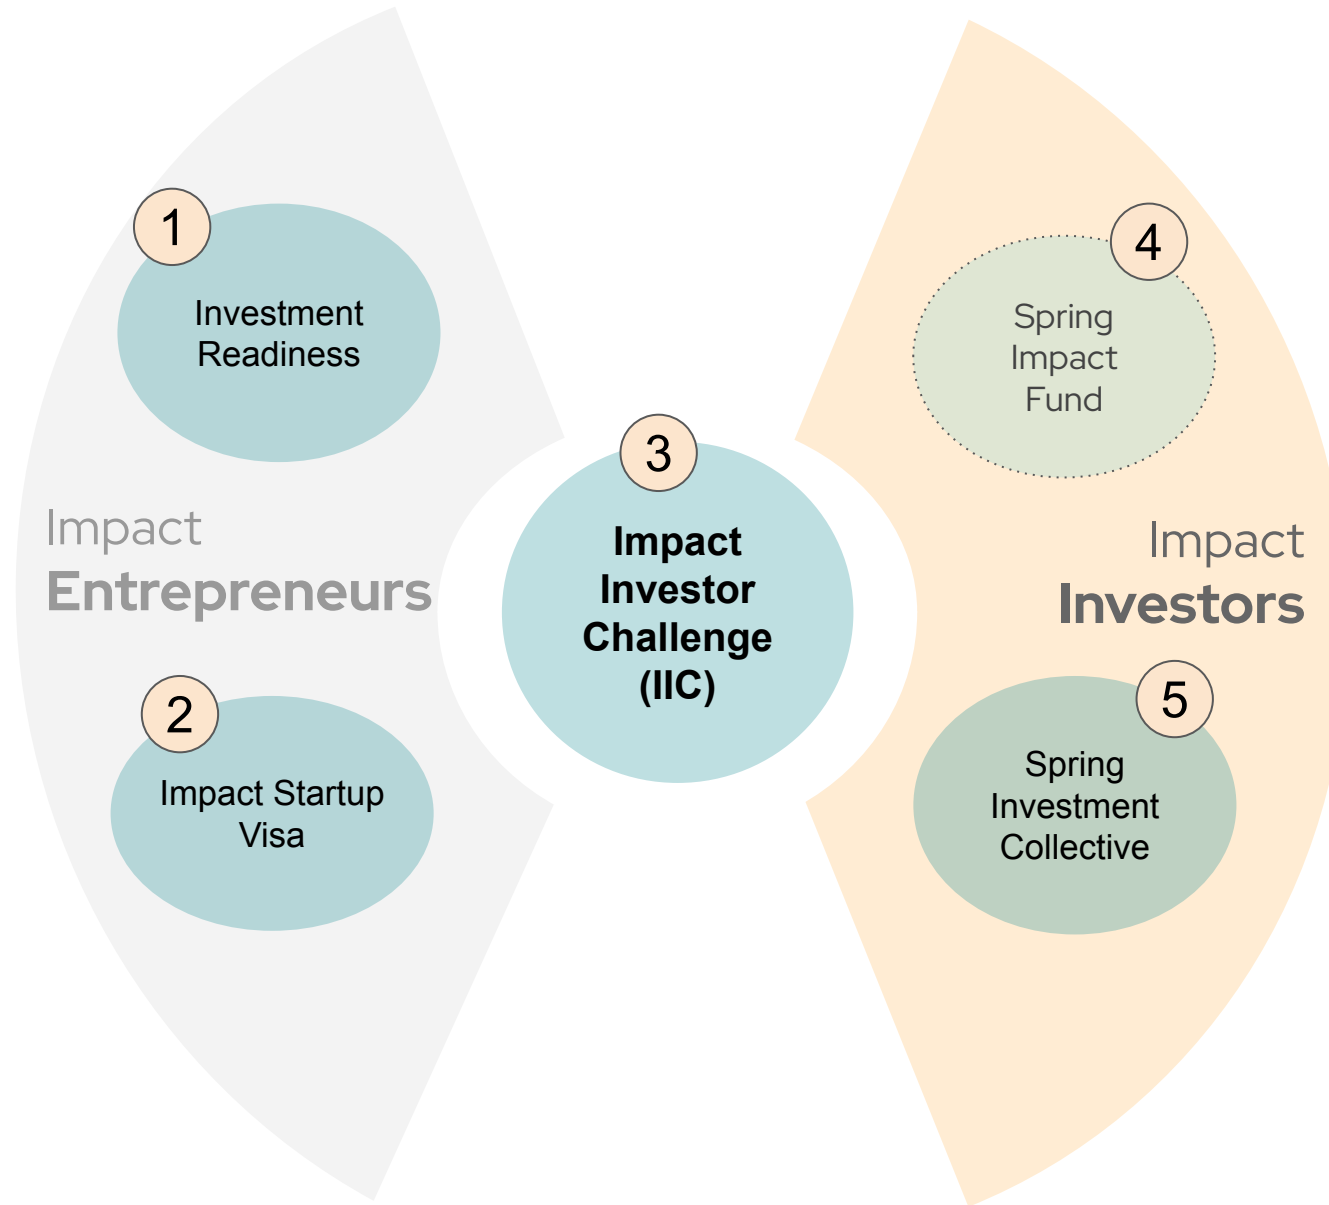 1
Investment
Readiness
Impact
Entrepreneurs
2
Impact Startup
Visa
3
Impact
Investor
Challenge
(IIC)
4
Spring
Impact
Fund
Impact
Investors
5
Spring
Investment
Collective